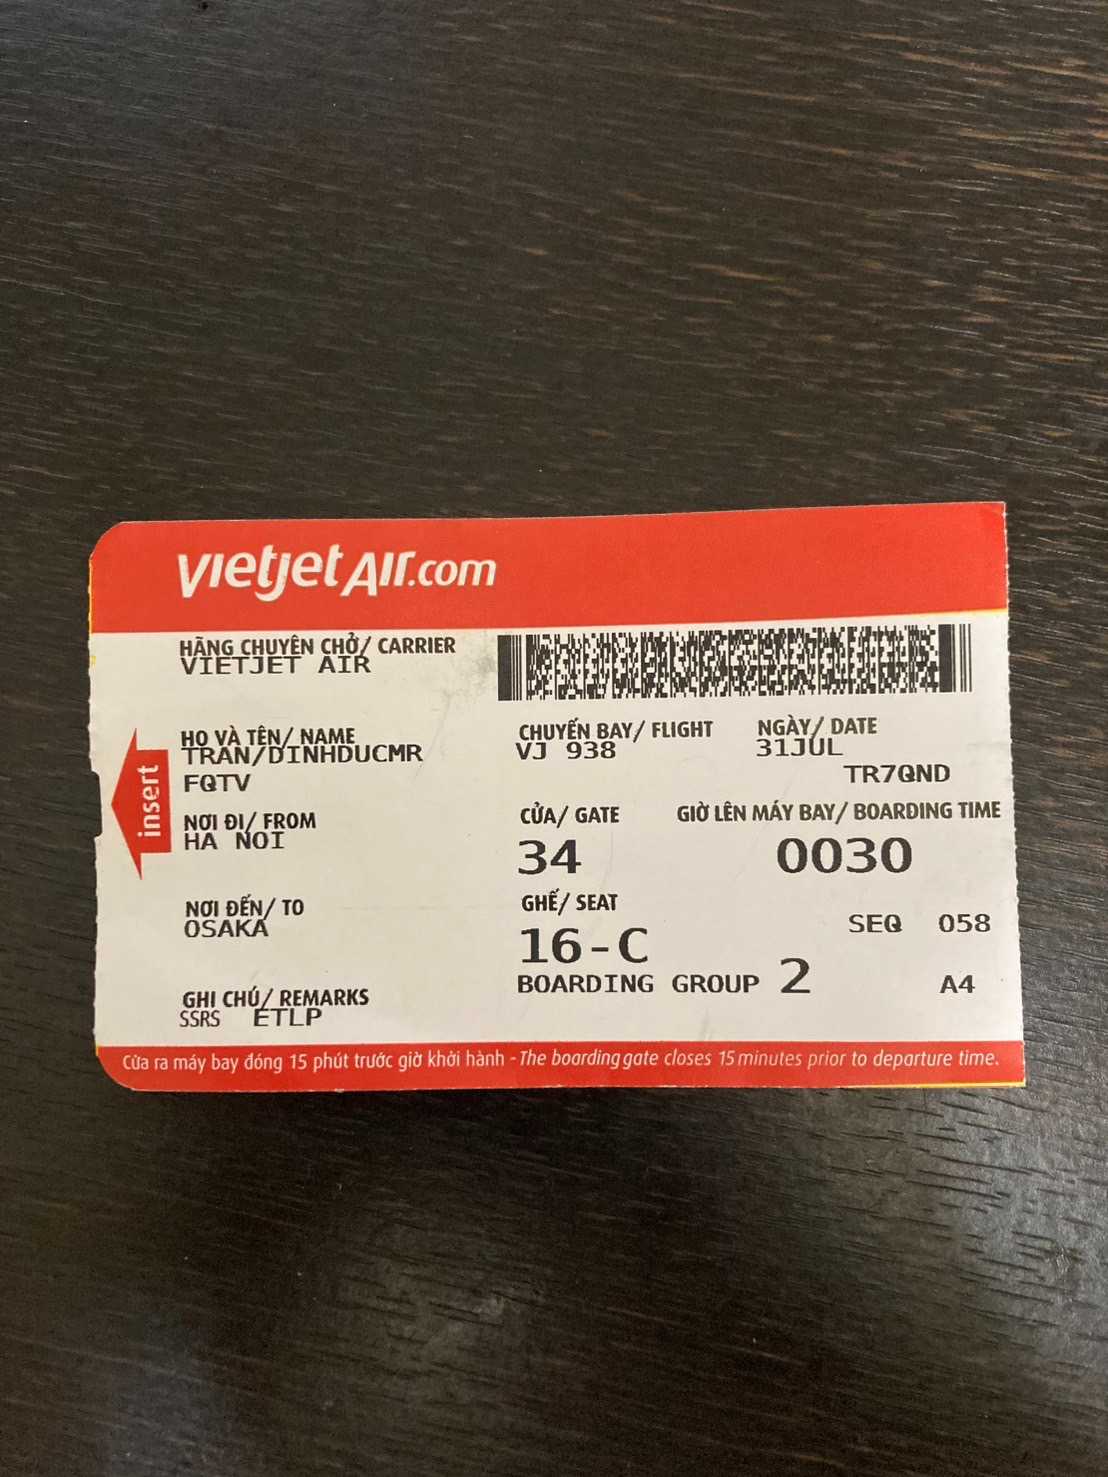 vietjetAir.com
HÃNG CHUYÊN CHỞ/ CARRIER
VIETJET AIR
HỌ VÀ TÊN/ NAME
TRAN/DINHDUCMR
FQTV
CHUYẾN BAY/ FLIGHT
VJ 938
NGÀY/ DATE
31JUL
TR7QND
insert
NƠI ĐI/ FROM
HA NOI
CỬA/ GATE
34
GIỜ LÊN MÁY BAY/ BOARDING TIME
0030
NƠI ĐẾN/ TO
OSAKA
GHẾ/ SEAT
16-C
SEQ 058
BOARDING GROUP 2
A4
GHI CHÚ/ REMARKS
SSRS ETLP
Cửa ra máy bay đóng 15 phút trước giờ khởi hành - The boarding gate closes 15 minutes prior to departure time.